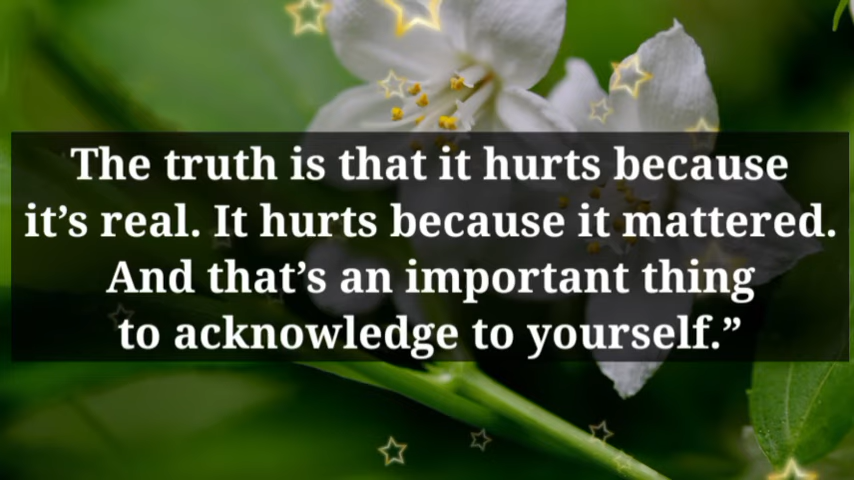 The truth is that it hurts because
it’s real. It hurts because it mattered.
And that’s an important thing
to acknowledge to yourself.”